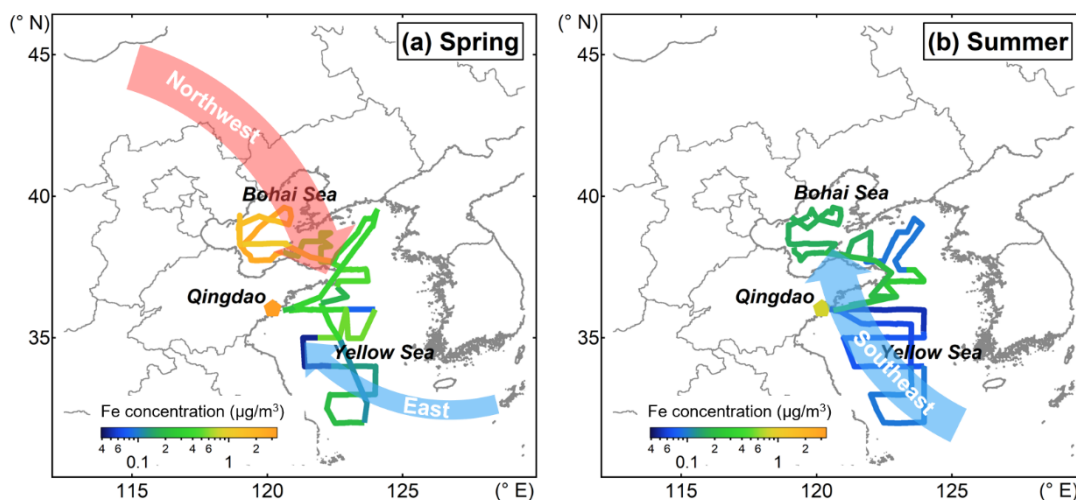 (° N)
(a) Spring
45
Northwest
40
Bohai Sea
Qingdao
35
Yellow Sea
East
Fe concentration (µg/m³)
4 6 2 4 6 2
0.1 1
115 120 125 (° E)
(° N)
(b) Summer
45
40
Bohai Sea
Qingdao
35
Yellow Sea
Southeast
Fe concentration (µg/m³)
4 6 2 4 6 2
0.1 1
115 120 125 (° E)